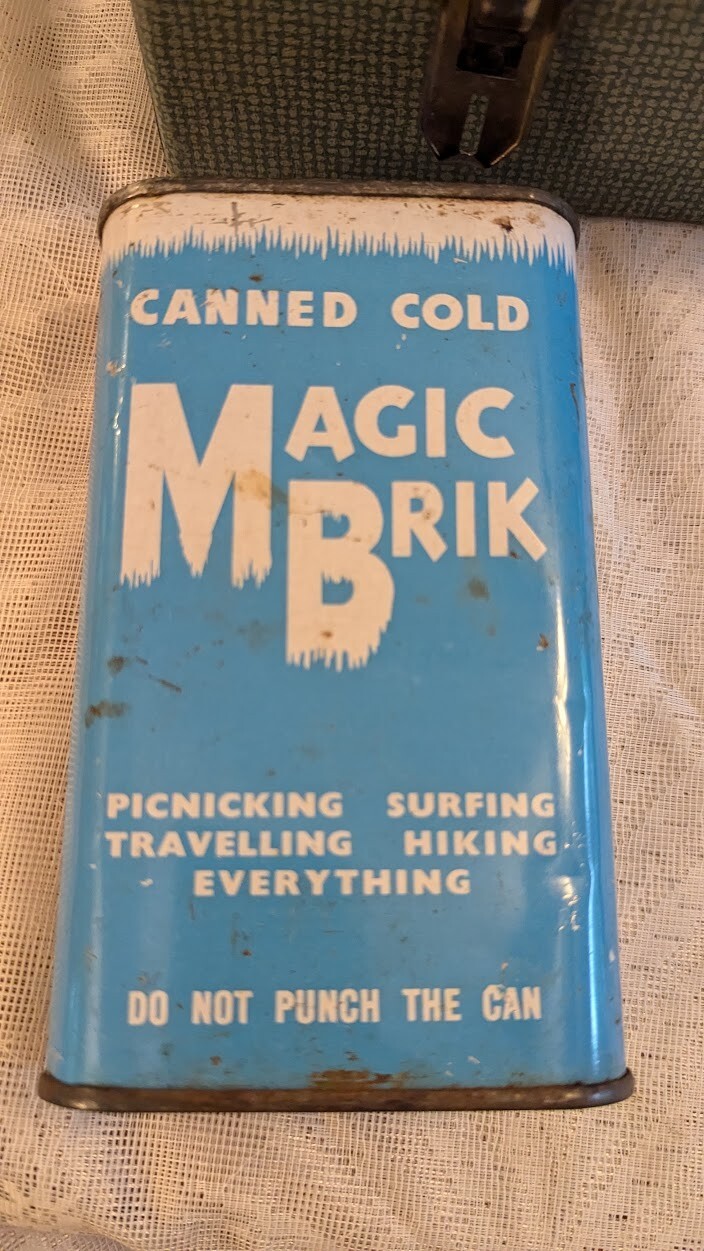 CANNED COLD
MAGIC
BRIK
PICNICKING SURFING
TRAVELLING HIKING
EVERYTHING
DO NOT PUNCH THE CAN